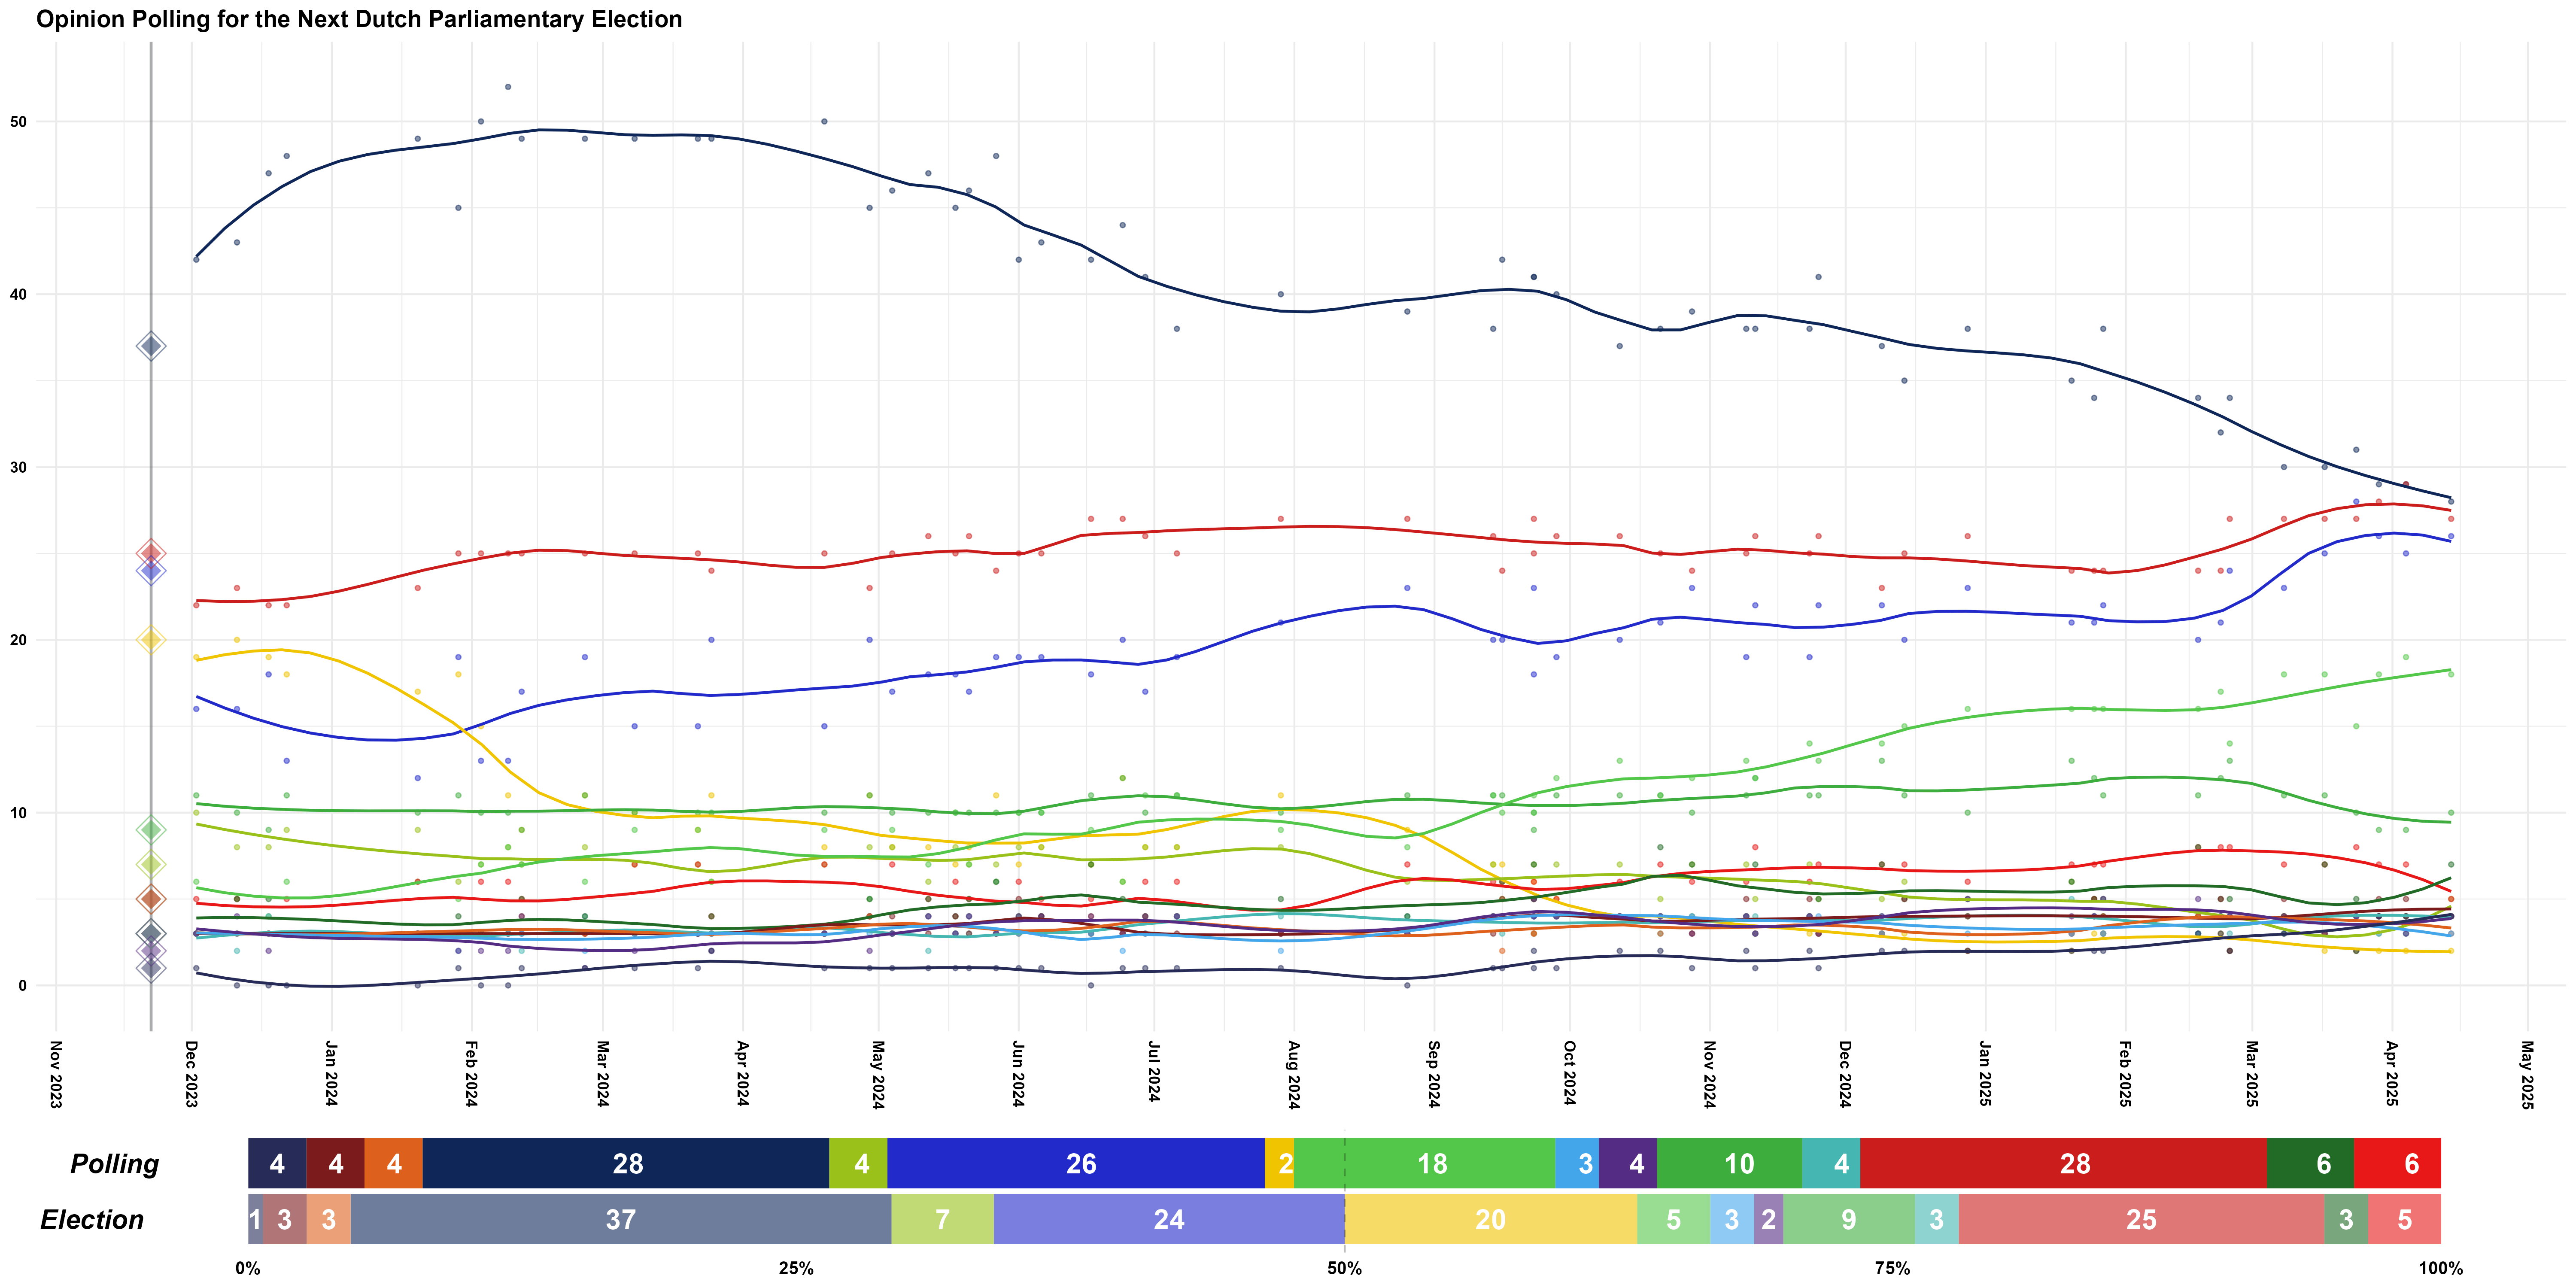 Opinion Polling for the Next Dutch Parliamentary Election
50
40
30
20
10
0
Nov 2023
Dec 2023
Jan 2024
Feb 2024
Mar 2024
Apr 2024
May 2024
Jun 2024
Jul 2024
Aug 2024
Sep 2024
Oct 2024
Nov 2024
Dec 2024
Jan 2025
Feb 2025
Mar 2025
Apr 2025
May 2025
Polling 4 4 4 28 4 26 2 18 3 4 10 4 28 6 6
Election 1 3 3 37 7 24 20 5 3 2 9 3 25 3 5
0% 25% 50% 75% 100%